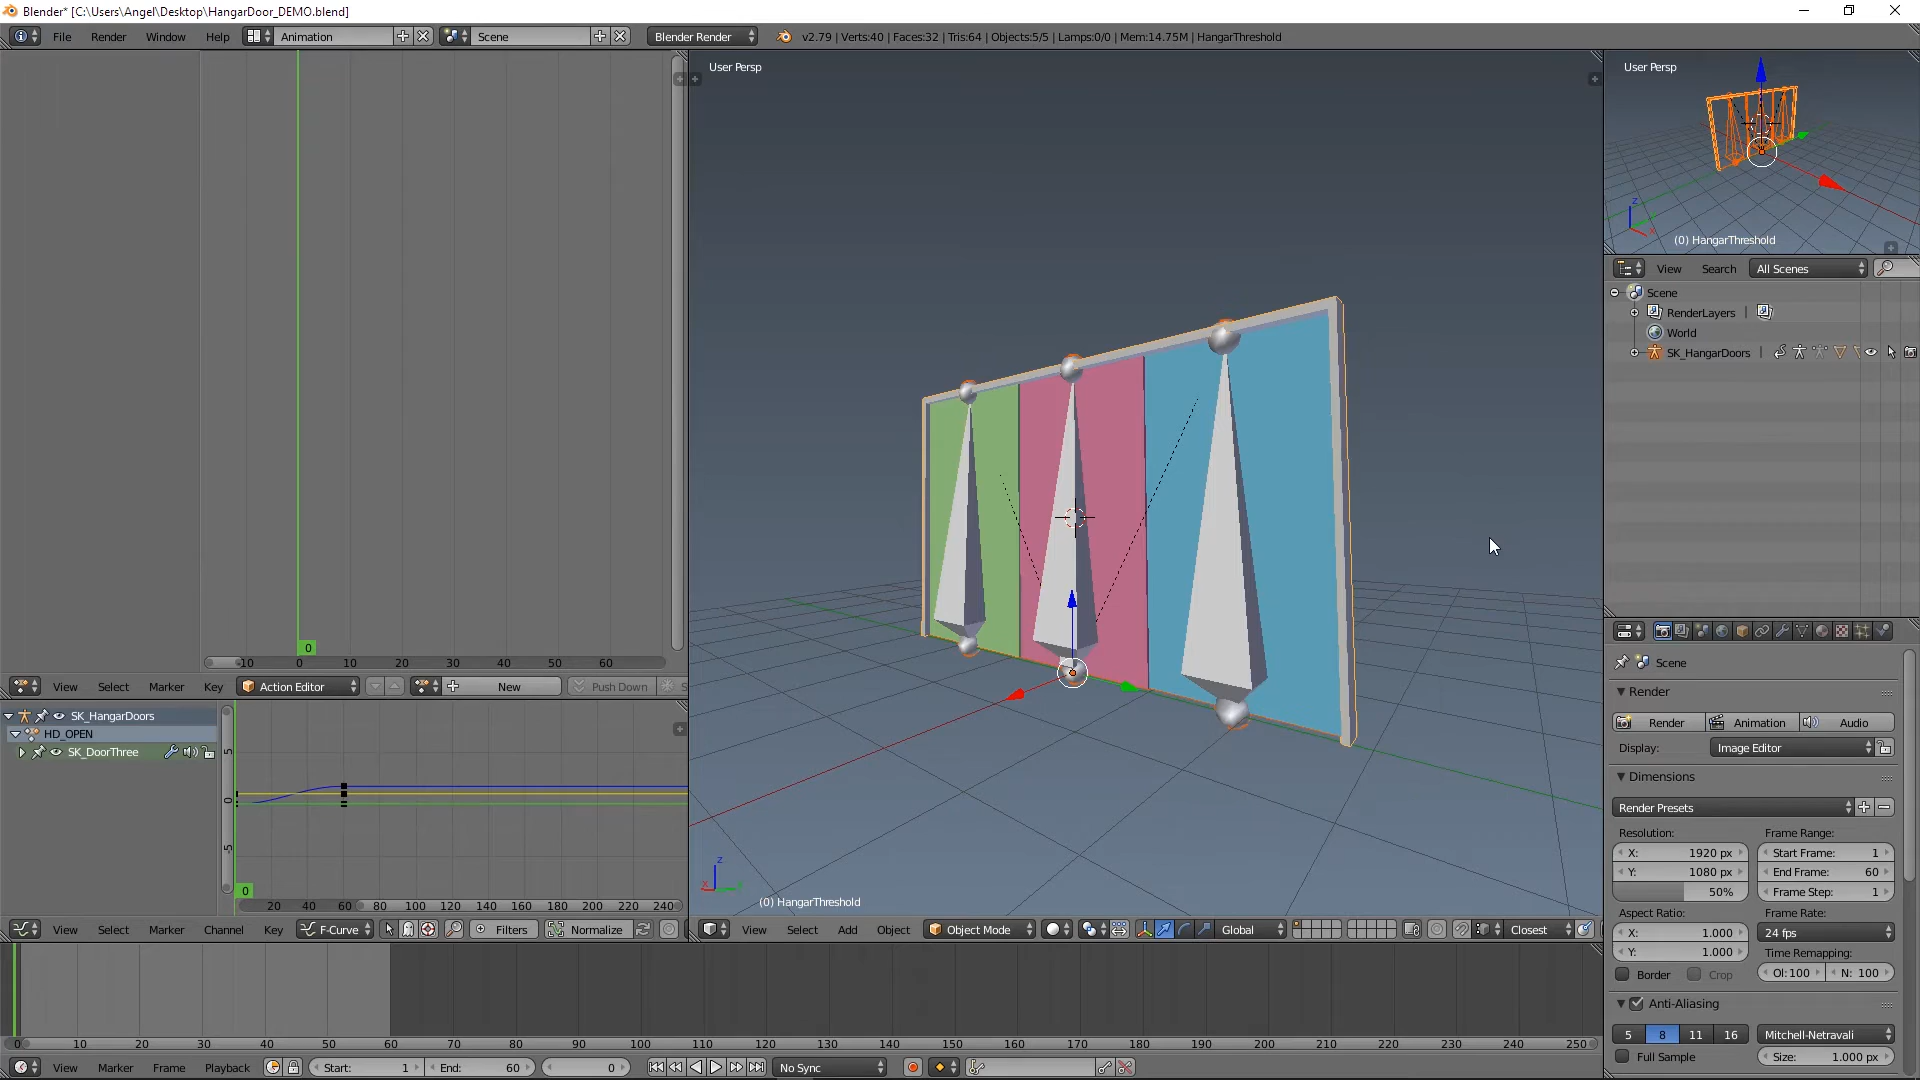 Blender* [C:\Users\Angel\Desktop\HangarDoor_DEMO.blend]
File Render Window Help Animation Scene Blender Render v2.79 | Verts:40 | Faces:32 | Tris:64 | Objects:5/5 | Lamps:0/0 | Mem:14.75M | HangarThreshold
User Persp
User Persp
(0) HangarThreshold
View Search All Scenes
Scene
RenderLayers
World
SK_HangarDoors
0
-10 0 10 20 30 40 50 60
View Select Marker Key Action Editor New Push Down
SK_HangarDoors
HD_OPEN
SK_DoorThree
5
0
-5
0
20 40 60 80 100 120 140 160 180 200 220 240
View Select Marker Channel Key F-Curve Filters Normalize
z
x
(0) HangarThreshold
View Select Add Object Object Mode Global Closest
z
Scene
Render
Render Animation Audio
Display: Image Editor
Dimensions
Render Presets
Resolution: Frame Range:
X: 1920 px Start Frame: 1
Y: 1080 px End Frame: 60
50% Frame Step: 1
Aspect Ratio: Frame Rate:
X: 1.000 24 fps
Y: 1.000 Time Remapping:
Border Crop Ol:100 N: 100
Anti-Aliasing
5 8 11 16 Mitchell-Netravali
Full Sample Size: 1.000 px
0 10 20 30 40 50 60 70 80 90 100 110 120 130 140 150 160 170 180 190 200 210 220 230 240 250
View Marker Frame Playback Start: 1 End: 60 0 No Sync